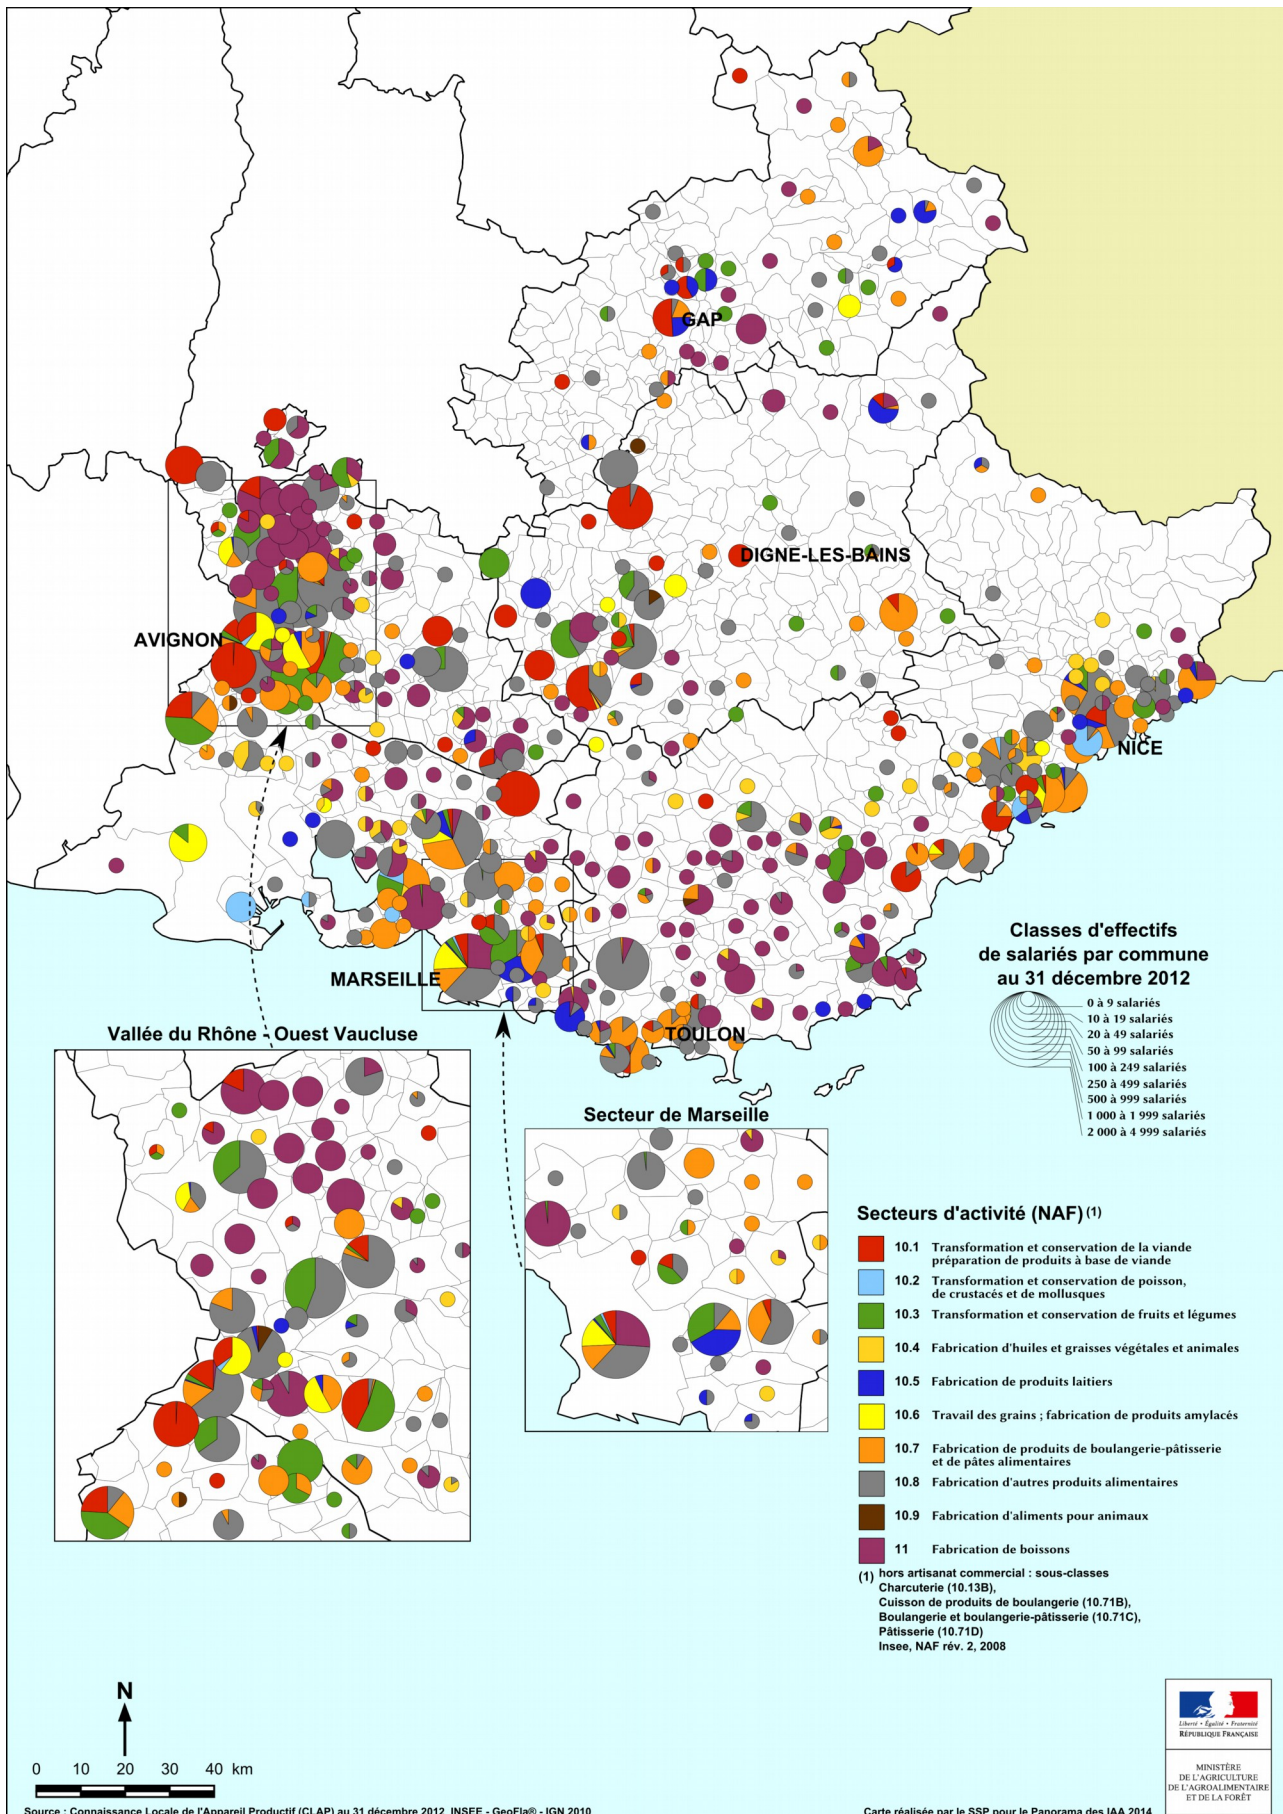 GAP
DIGNE-LES-BAINS
AVIGNON
NICE
MARSEILLE
TOULON
Classes d'effectifs
de salariés par commune
au 31 décembre 2012
0 à 9 salariés
10 à 19 salariés
20 à 49 salariés
50 à 99 salariés
100 à 249 salariés
250 à 499 salariés
500 à 999 salariés
1 000 à 1 999 salariés
2 000 à 4 999 salariés
Vallée du Rhône - Ouest Vaucluse
Secteur de Marseille
Secteurs d'activité (NAF) (1)
10.1 Transformation et conservation de la viande
préparation de produits à base de viande
10.2 Transformation et conservation de poisson,
de crustacés et de mollusques
10.3 Transformation et conservation de fruits et légumes
10.4 Fabrication d'huiles et graisses végétales et animales
10.5 Fabrication de produits laitiers
10.6 Travail des grains ; fabrication de produits amylacés
10.7 Fabrication de produits de boulangerie-pâtisserie
et de pâtes alimentaires
10.8 Fabrication d'autres produits alimentaires
10.9 Fabrication d'aliments pour animaux
11 Fabrication de boissons
(1) hors artisanat commercial : sous-classes
Charcuterie (10.13B),
Cuisson de produits de boulangerie (10.71B),
Boulangerie et boulangerie-pâtisserie (10.71C),
Pâtisserie (10.71D)
Insee, NAF rév. 2, 2008
N
0 10 20 30 40 km
Liberté • Égalité • Fraternité
RÉPUBLIQUE FRANÇAISE
MINISTÈRE
DE L'AGRICULTURE
DE L'AGROALIMENTAIRE
ET DE LA FORÊT
Source : Connaissance Locale de l'Appareil Productif (CLAP) au 31 décembre 2012, INSEE - GeoFla® - IGN 2010
Carte réalisée par le SSP pour le Panorama des IAA 2014